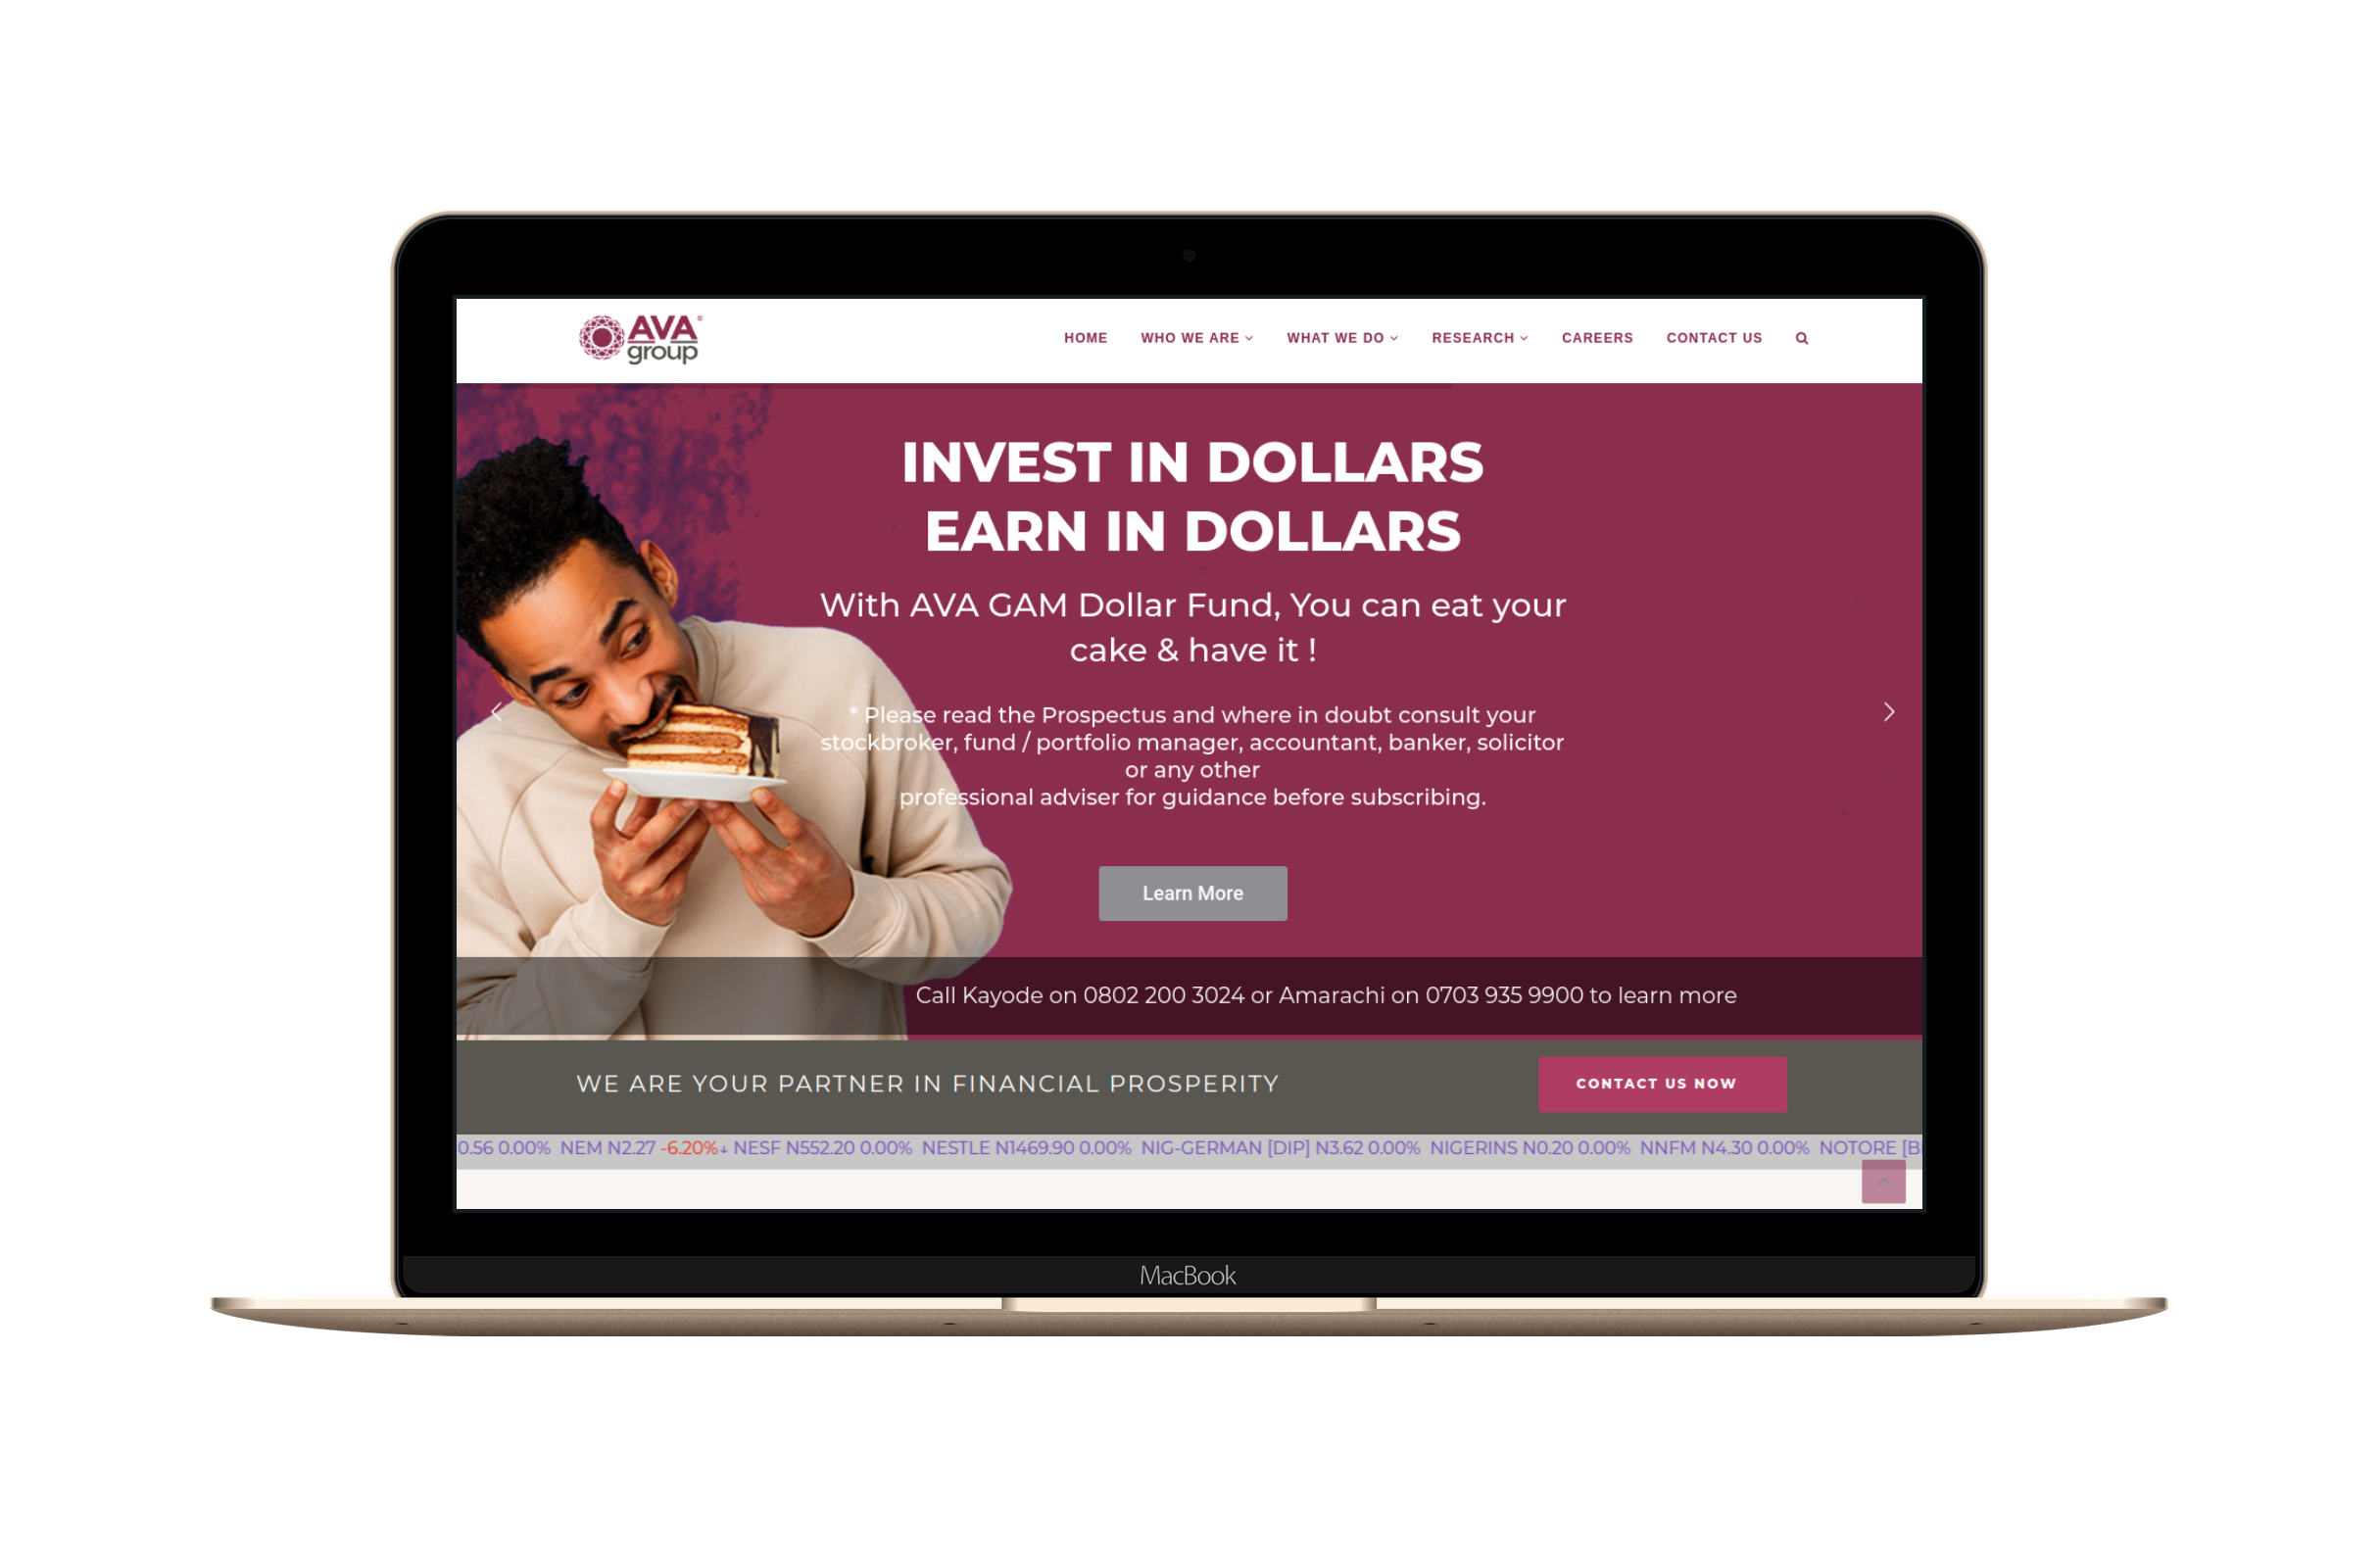 AVA®
group
HOME WHO WE ARE WHAT WE DO RESEARCH CAREERS CONTACT US
INVEST IN DOLLARS
EARN IN DOLLARS
With AVA GAM Dollar Fund, You can eat your
cake & have it !
* Please read the Prospectus and where in doubt consult your
stockbroker, fund / portfolio manager, accountant, banker, solicitor
or any other
professional adviser for guidance before subscribing.
Learn More
Call Kayode on 0802 200 3024 or Amarachi on 0703 935 9900 to learn more
WE ARE YOUR PARTNER IN FINANCIAL PROSPERITY
CONTACT US NOW
0.56 0.00% NEM N2.27 -6.20%↓ NESF N552.20 0.00% NESTLE N1469.90 0.00% NIG-GERMAN [DIP] N3.62 0.00% NIGERINS N0.20 0.00% NNFM N4.30 0.00% NOTORE [B
MacBook